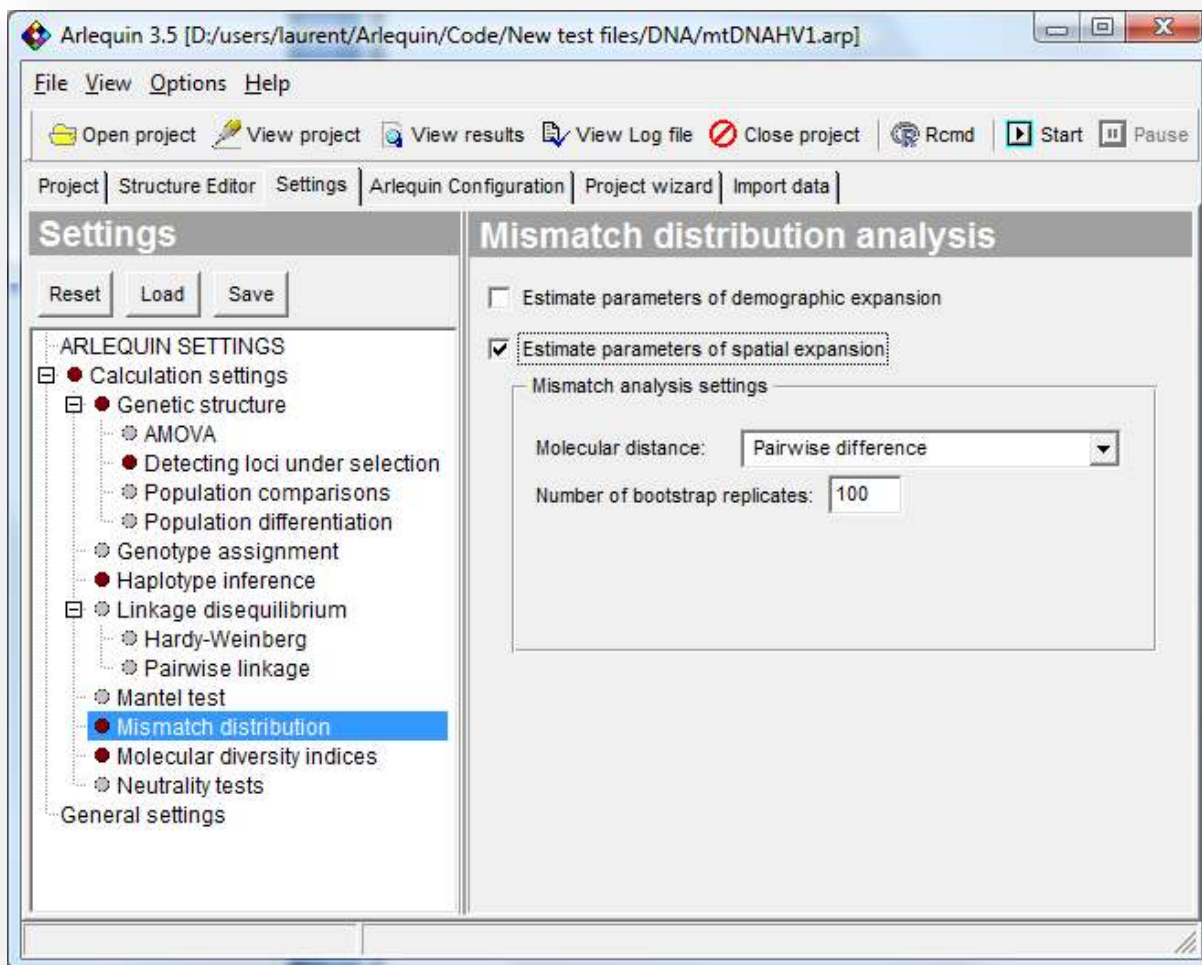 Arlequin 3.5 [D:/users/laurent/Arlequin/Code/New test files/DNA/mtDNAHV1.arp]
File View Options Help
Open project View project View results View Log file Close project Rcmd Start Pause
Project Structure Editor Settings Arlequin Configuration Project wizard Import data
Settings
Reset Load Save
ARLEQUIN SETTINGS
Calculation settings
Genetic structure
AMOVA
Detecting loci under selection
Population comparisons
Population differentiation
Genotype assignment
Haplotype inference
Linkage disequilibrium
Hardy-Weinberg
Pairwise linkage
Mantel test
Mismatch distribution
Molecular diversity indices
Neutrality tests
General settings
Mismatch distribution analysis
Estimate parameters of demographic expansion
Estimate parameters of spatial expansion
Mismatch analysis settings
Molecular distance: Pairwise difference
Number of bootstrap replicates: 100